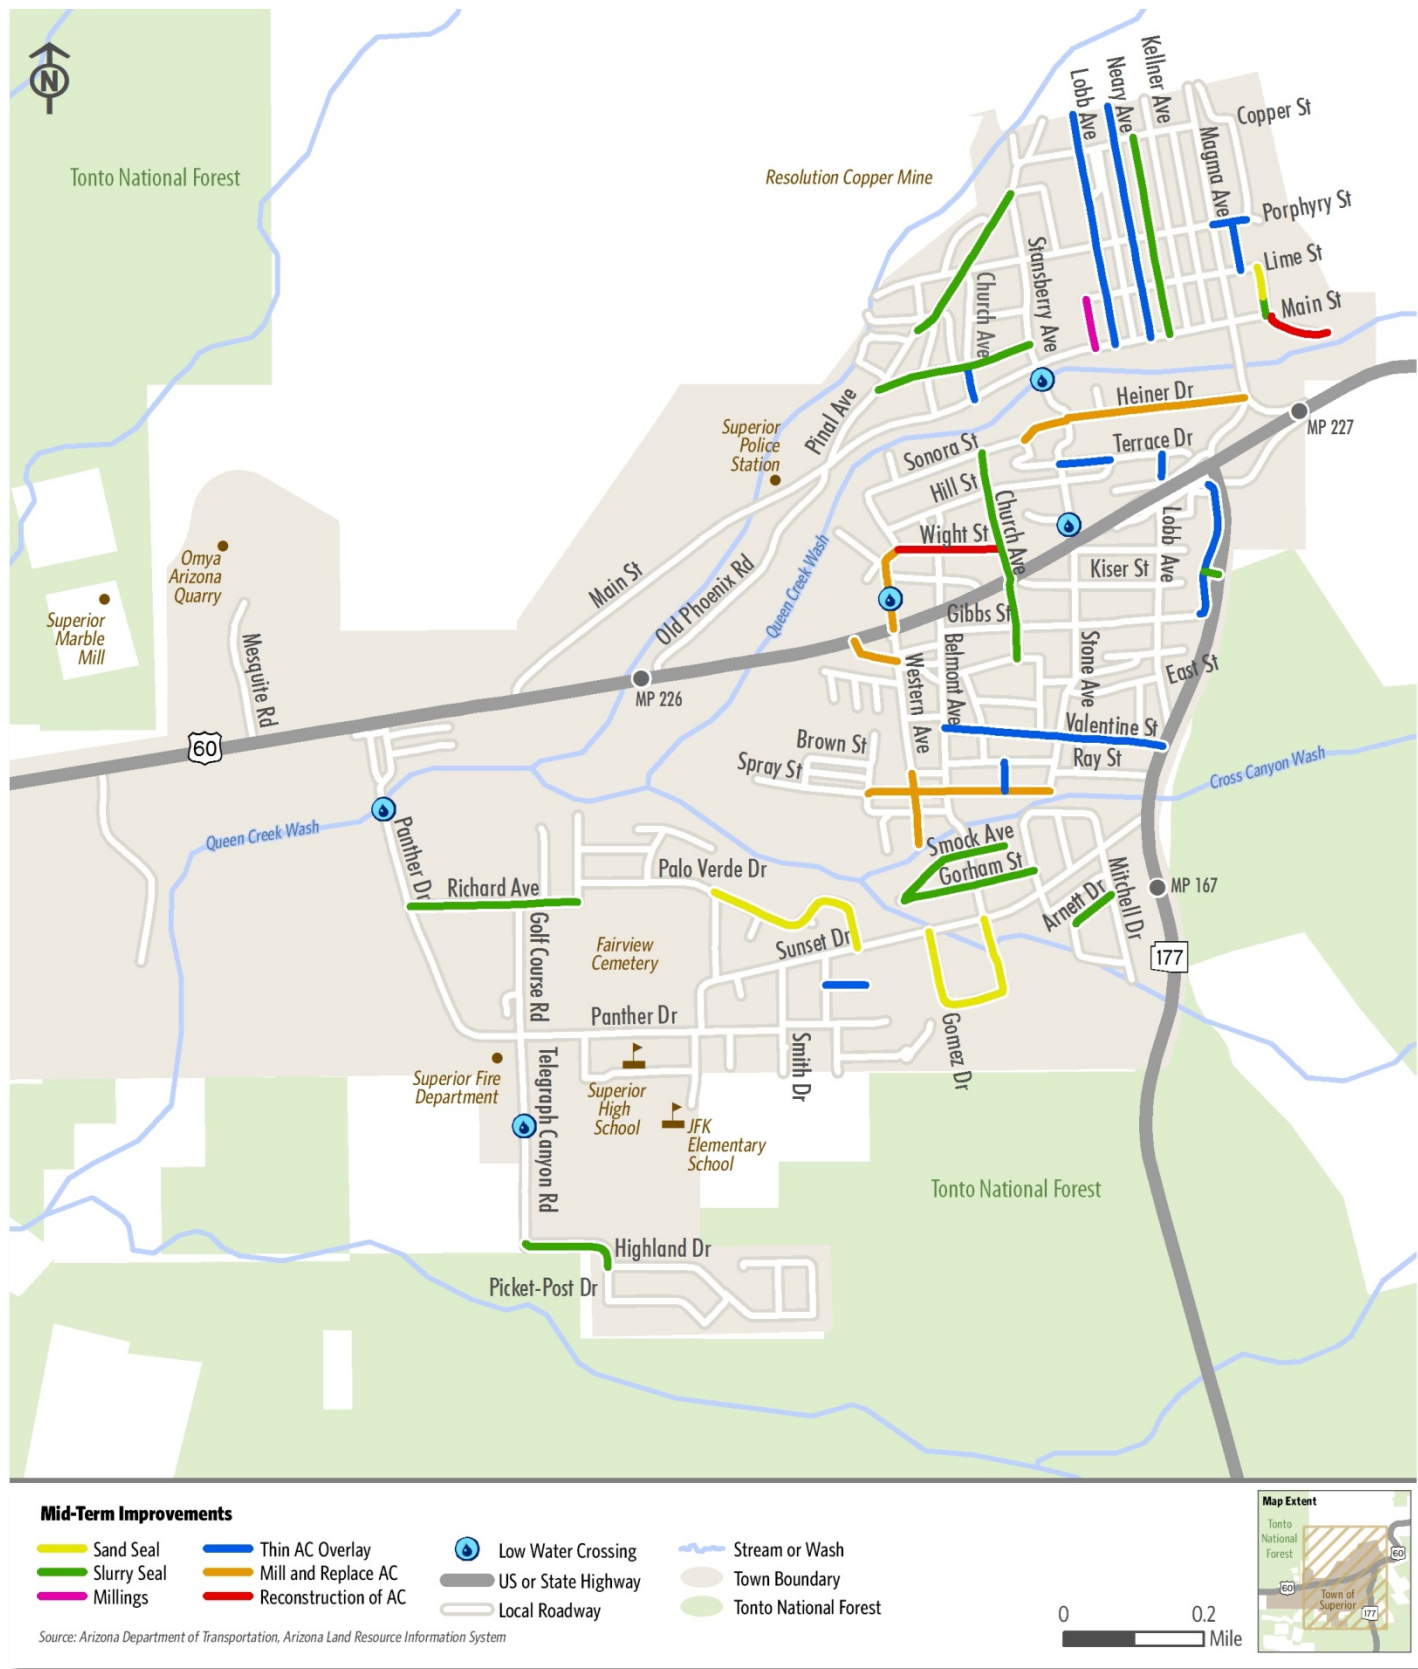 N
Tonto National Forest
Resolution Copper Mine
Lobb Ave
Neary Ave
Kellner Ave
Copper St
Magma Ave
Porphyry St
Lime St
Main St
Stansberry Ave
Church Ave
Pinal Ave
Heiner Dr
MP 227
Superior
Police
Station
Sonora St
Terrace Dr
Hill St
Church Ave
Lobb Ave
Wight St
Kiser St
Omya
Arizona
Quarry
Superior
Marble
Mill
Main St
Old Phoenix Rd
Queen Creek Wash
Gibbs St
Mesquite Rd
Belmont Ave
Stone Ave
Western Ave
East St
MP 226
60
Valentine St
Brown St
Ray St
Spray St
Cross Canyon Wash
Queen Creek Wash
Panther Dr
Smock Ave
Palo Verde Dr
Gorham St
Richard Ave
Mitchell Dr
Arnett Dr
MP 167
Golf Course Rd
Sunset Dr
Fairview
Cemetery
177
Panther Dr
Gomez Dr
Smith Dr
Superior Fire
Department
Telegraph Canyon Rd
Superior
High
School
JFK
Elementary
School
Tonto National Forest
Highland Dr
Picket-Post Dr
Mid-Term Improvements
Sand Seal
Slurry Seal
Millings
Thin AC Overlay
Mill and Replace AC
Reconstruction of AC
Low Water Crossing
US or State Highway
Local Roadway
Stream or Wash
Town Boundary
Tonto National Forest
0
0.2
Mile
Source: Arizona Department of Transportation, Arizona Land Resource Information System
Map Extent
Tonto
National
Forest
60
60
Town of
Superior
177